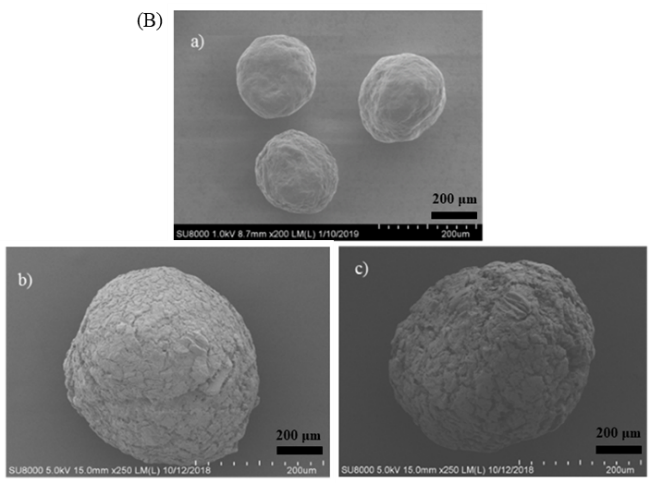 (B)
a)
200 μm
SU8000 1.0kV 8.7mm x200 LM(L) 1/10/2019 200um
b)
200 μm
SU8000 5.0kV 15.0mm x250 LM(L) 10/12/2018 200um
c)
200 μm
SU8000 5.0kV 15.0mm x250 LM(L) 10/12/2018 200um